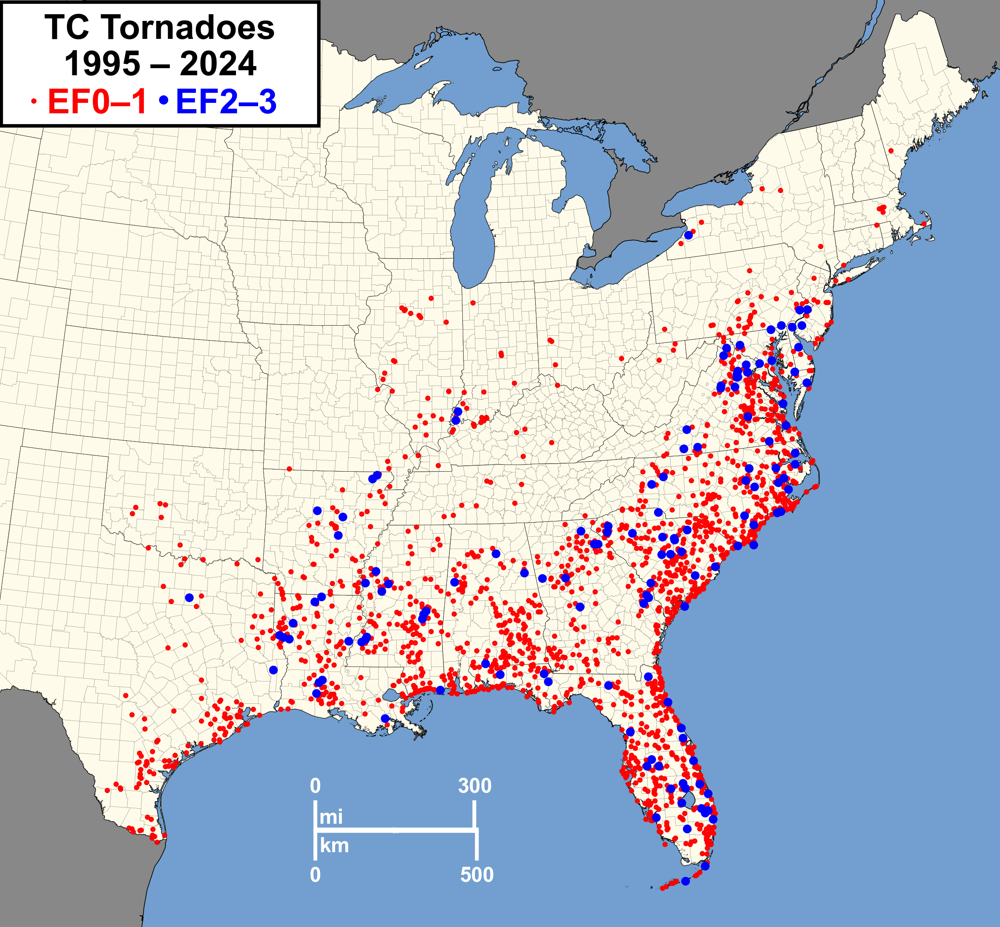 TC Tornadoes
1995 – 2024
EF0–1 EF2–3
0 300
mi
km
0 500